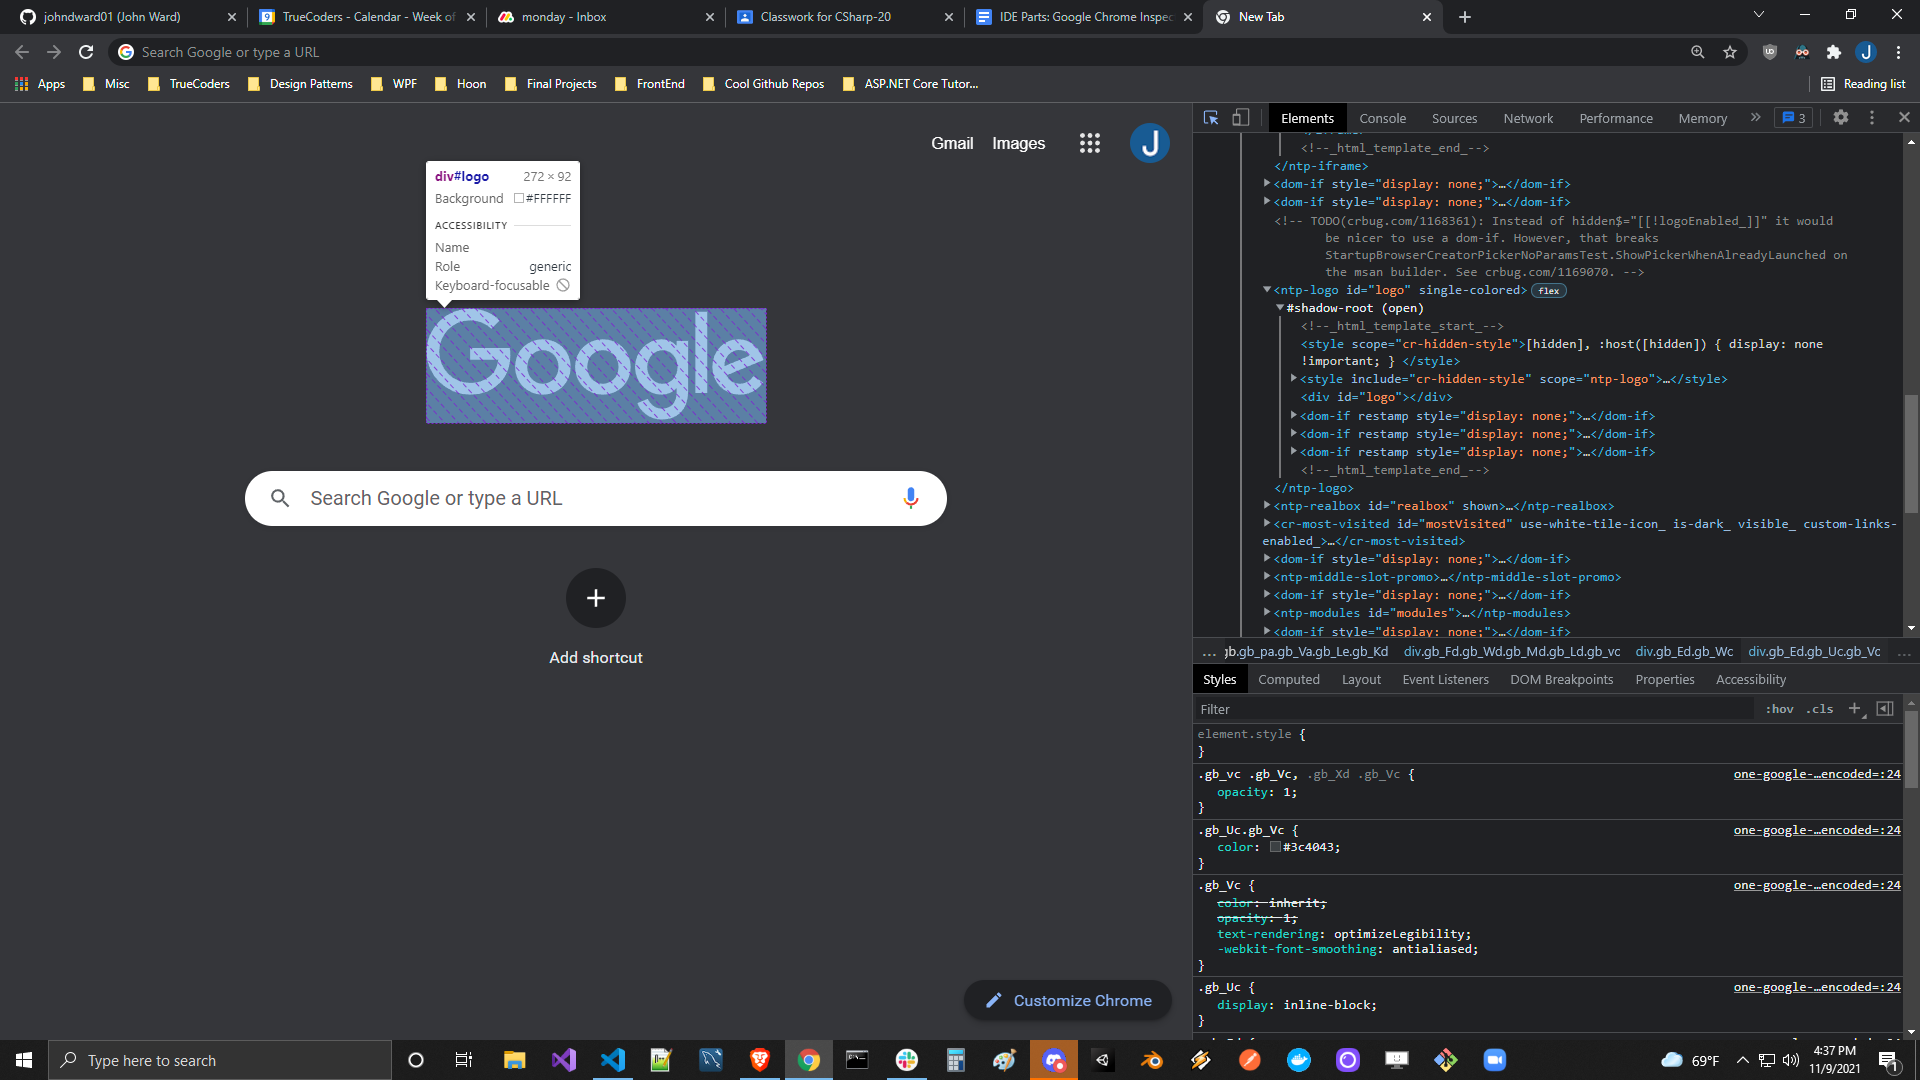 johndward01 (John Ward)
TrueCoders - Calendar - Week of
monday - Inbox
Classwork for CSharp-20
IDE Parts: Google Chrome Inspec
New Tab
Search Google or type a URL
Apps
Misc
TrueCoders
Design Patterns
WPF
Hoon
Final Projects
FrontEnd
Cool Github Repos
ASP.NET Core Tutor...
Reading list
Gmail
Images
J
div#logo 272 × 92
Background #FFFFFF
ACCESSIBILITY
Name
Role generic
Keyboard-focusable
Google
Search Google or type a URL
Add shortcut
Customize Chrome
Elements Console Sources Network Performance Memory » 3
<!--_html_template_end_-->
</ntp-iframe>
<dom-if style="display: none;">…</dom-if>
<dom-if style="display: none;">…</dom-if>
<!-- TODO(crbug.com/1168361): Instead of hidden$="[[!logoEnabled_]]" it would
be nicer to use a dom-if. However, that breaks
StartupBrowserCreatorPickerNoParamsTest.ShowPickerWhenAlreadyLaunched on
the msan builder. See crbug.com/1169070. -->
<ntp-logo id="logo" single-colored> flex
#shadow-root (open)
<!--_html_template_start_-->
<style scope="cr-hidden-style">[hidden], :host([hidden]) { display: none
!important; } </style>
<style include="cr-hidden-style" scope="ntp-logo">…</style>
<div id="logo"></div>
<dom-if restamp style="display: none;">…</dom-if>
<dom-if restamp style="display: none;">…</dom-if>
<dom-if restamp style="display: none;">…</dom-if>
<!--_html_template_end_-->
</ntp-logo>
<ntp-realbox id="realbox" shown>…</ntp-realbox>
<cr-most-visited id="mostVisited" use-white-tile-icon_ is-dark_ visible_ custom-links-
enabled_>…</cr-most-visited>
<dom-if style="display: none;">…</dom-if>
<ntp-middle-slot-promo>…</ntp-middle-slot-promo>
<dom-if style="display: none;">…</dom-if>
<ntp-modules id="modules">…</ntp-modules>
<dom-if style="display: none;">…</dom-if>
... gb.gb_pa.gb_Va.gb_Le.gb_Kd div.gb_Fd.gb_Wd.gb_Md.gb_Ld.gb_vc div.gb_Ed.gb_Wc div.gb_Ed.gb_Uc.gb_Vc ...
Styles Computed Layout Event Listeners DOM Breakpoints Properties Accessibility
Filter :hov .cls
element.style {
}
.gb_vc .gb_Vc, .gb_Xd .gb_Vc { one-google-…encoded=:24
opacity: 1;
}
.gb_Uc.gb_Vc { one-google-…encoded=:24
color: #3c4043;
}
.gb_Vc { one-google-…encoded=:24
color: inherit;
opacity: 1;
text-rendering: optimizeLegibility;
-webkit-font-smoothing: antialiased;
}
.gb_Uc { one-google-…encoded=:24
display: inline-block;
}
Type here to search
69°F
4:37 PM
11/9/2021
1